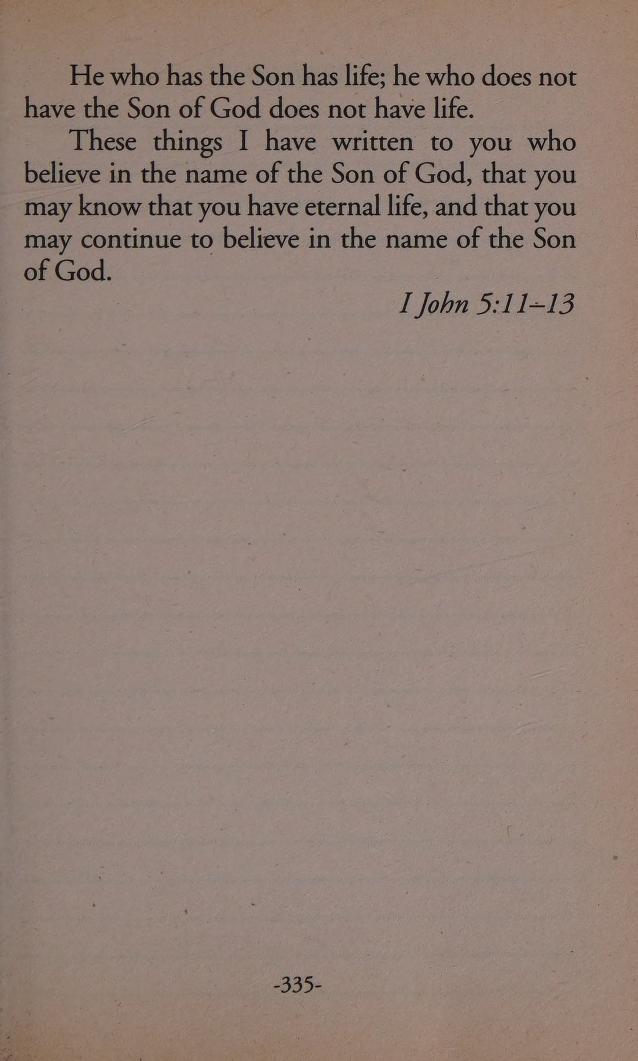 He who has the Son has life; he who does not
have the Son of God does not have life.
These things I have written to you who
believe in the name of the Son of God, that you
may know that you have eternal life, and that you
may continue to believe in the name of the Son
of God.
I John 5:11–13
-335-